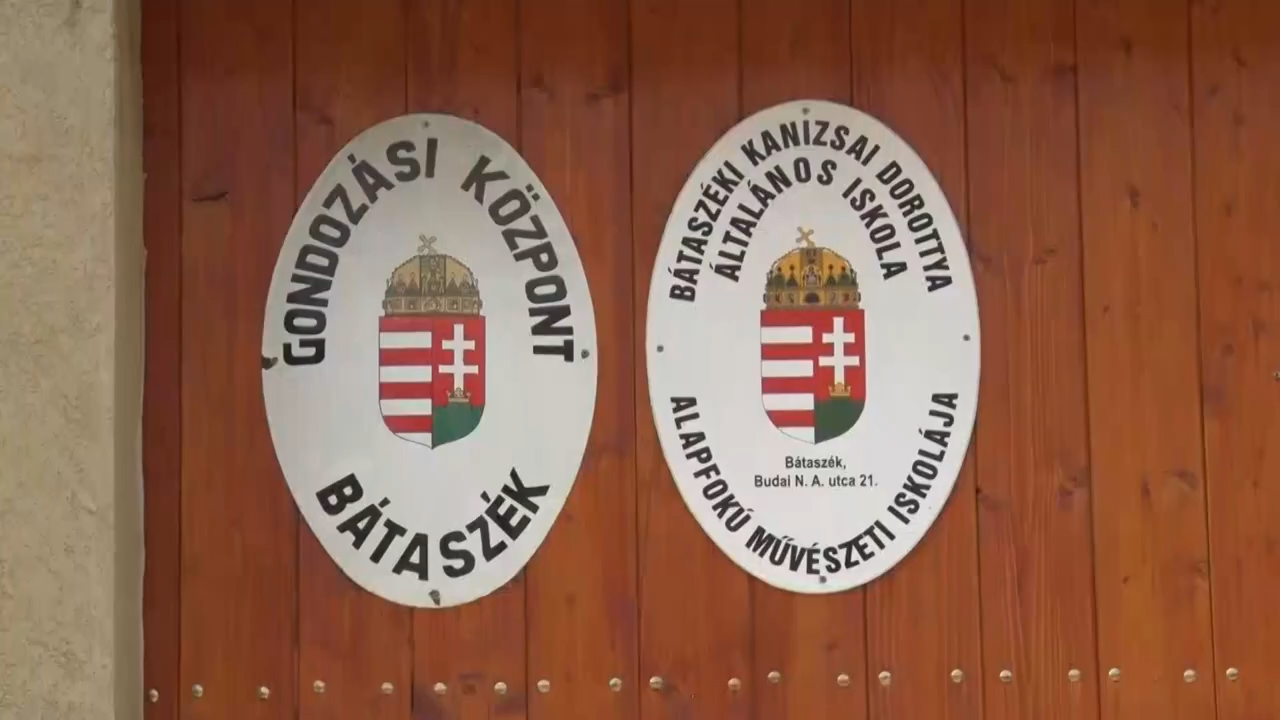 GONDOZÁSI KÖZPONT
BÁTASZÉK
BÁTASZÉKI KANIZSAI DOROTTYA
ÁLTALÁNOS ISKOLA
Bátaszék,
Budai N. A. utca 21.
ALAPFOKÚ MŰVÉSZETI ISKOLÁJA